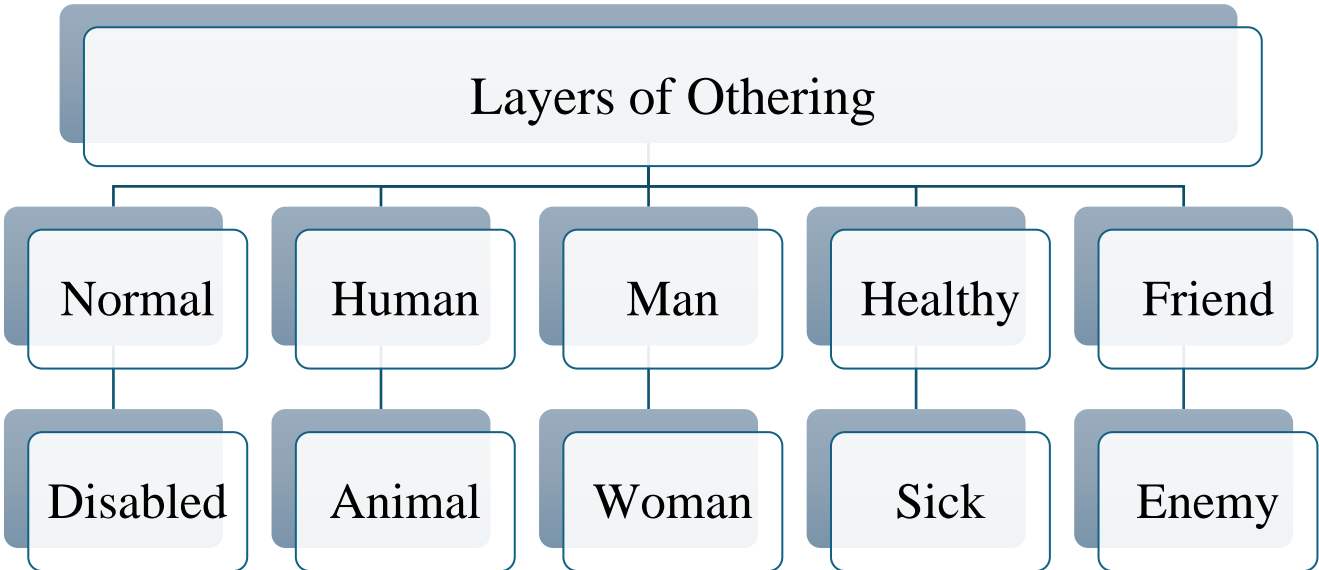 Layers of Othering
Normal
Human
Man
Healthy
Friend
Disabled
Animal
Woman
Sick
Enemy